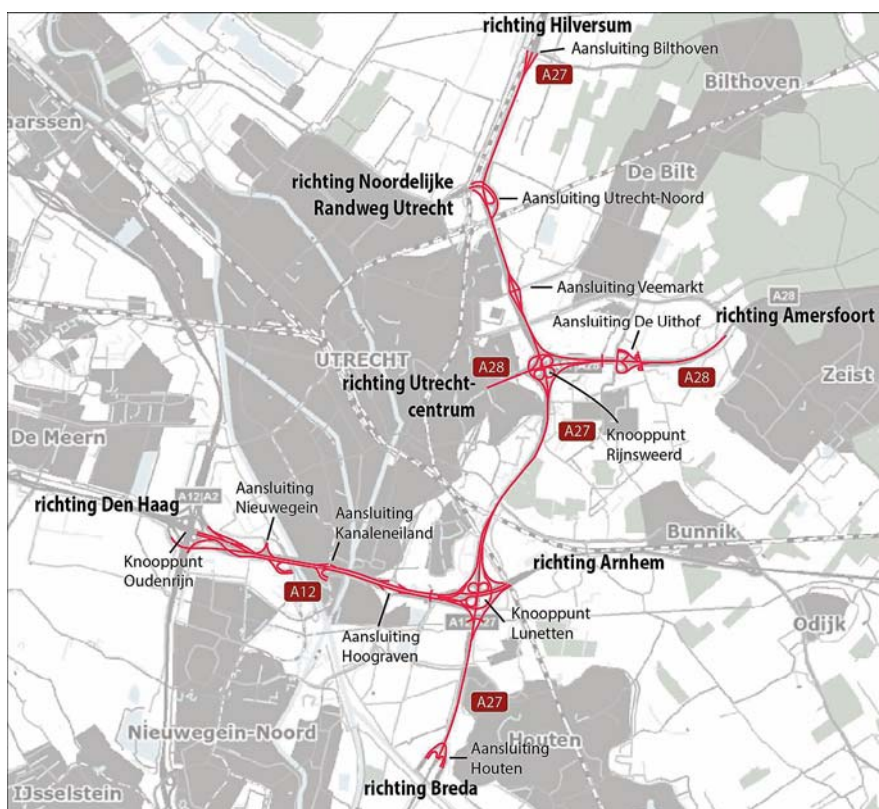 richting Hilversum
Aansluiting Bilthoven
A27
Bilthoven
aarssen
De Bilt
richting Noordelijke
Randweg Utrecht
Aansluiting Utrecht-Noord
Aansluiting Veemarkt
A28
richting Amersfoort
Aansluiting De Uithof
UTRECHT
A28
richting Utrecht-
centrum
A28
Zeist
A27
Knooppunt
Rijnsweerd
De Meern
richting Den Haag
A12
A2
Aansluiting
Nieuwegein
Aansluiting
Kanaleneiland
Bunnik
Knooppunt
Oudenrijn
A12
richting Arnhem
Aansluiting
Hoograven
Knooppunt
Lunetten
Odijk
A27
Nieuwegein-Noord
Houten
Aansluiting
Houten
richting Breda
IJsselstein